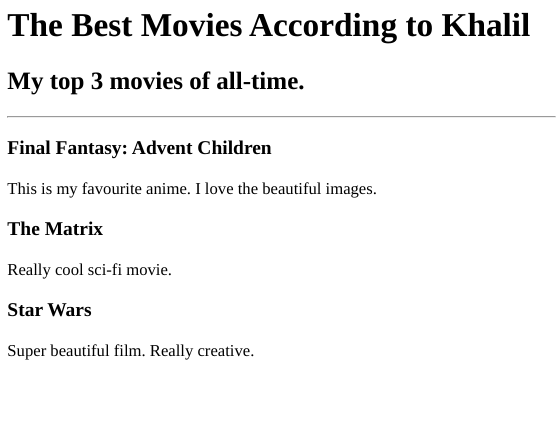 The Best Movies According to Khalil
My top 3 movies of all-time.
Final Fantasy: Advent Children
This is my favourite anime. I love the beautiful images.
The Matrix
Really cool sci-fi movie.
Star Wars
Super beautiful film. Really creative.